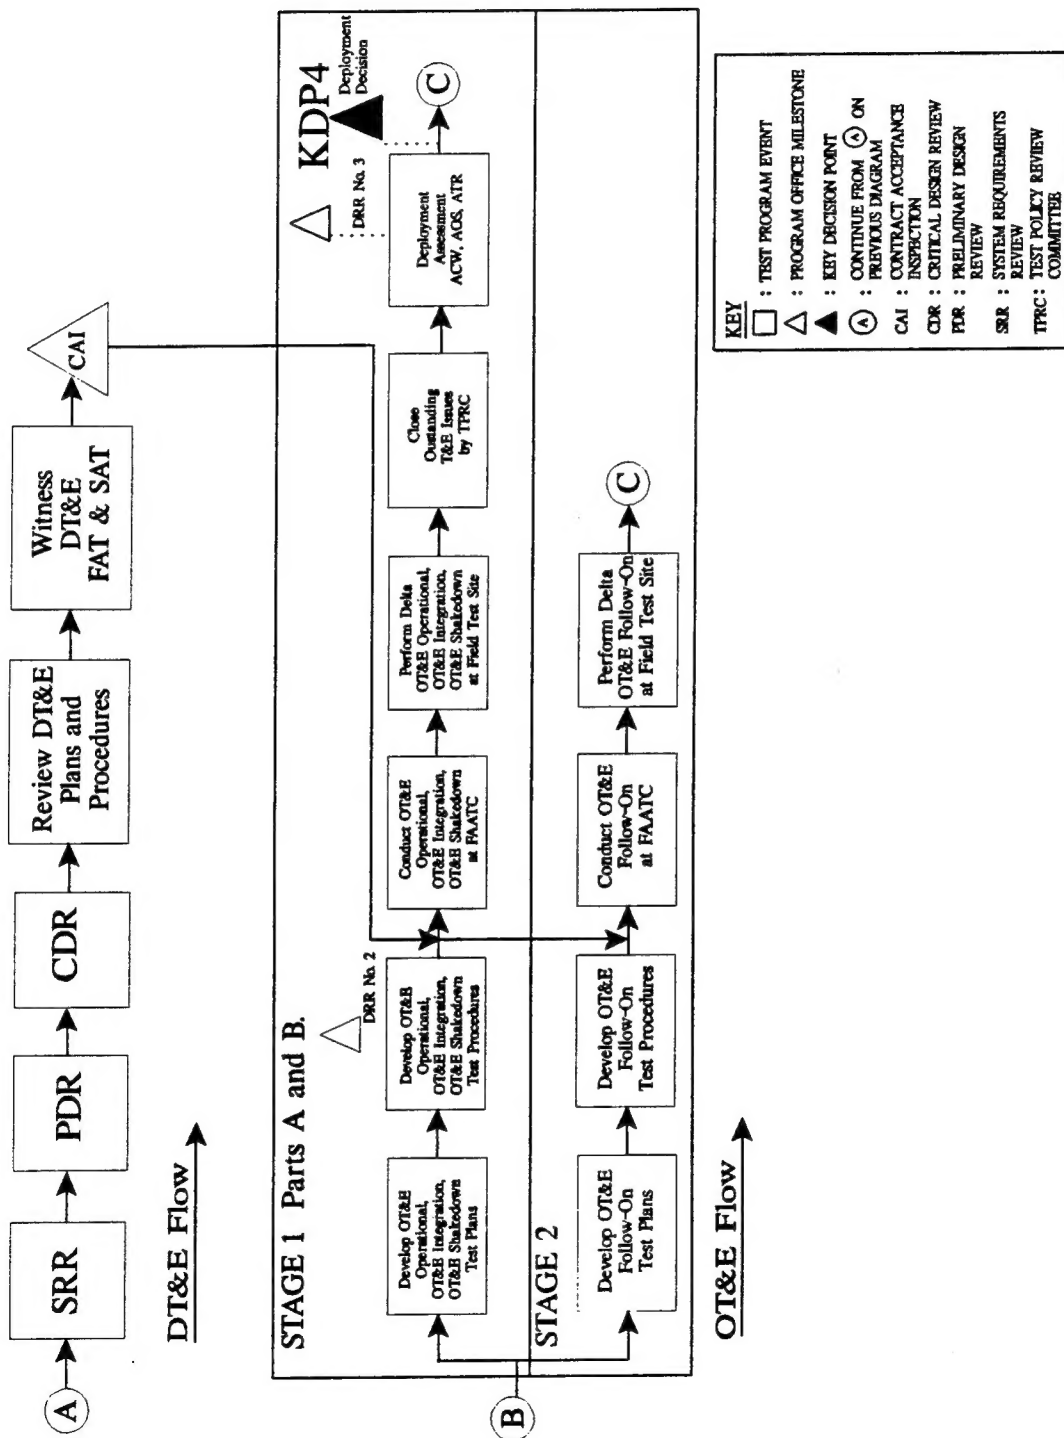 A
SRR
PDR
CDR
Review DT&E
Plans and
Procedures
Witness
DT&E
FAT & SAT
CAI
DT&E Flow
STAGE 1 Parts A and B.
DRR No. 2
DRR No. 3
KDP4
Deployment
Decision
Develop OT&E
Operational,
OT&E Integration,
OT&E Shakedown
Test Plans
Develop OT&E
Operational,
OT&E Integration,
OT&E Shakedown
Test Procedures
Conduct OT&E
Operational,
OT&E Integration,
OT&E Shakedown
at FAATC
Perform Delta
OT&E Operational,
OT&E Integration,
OT&E Shakedown
at Field Test Site
Close
Oustanding
T&E Issues
by TPRC
Deployment
Assessment
ACW, AOS, ATR
C
B
STAGE 2
Develop OT&E
Follow-On
Test Plans
Develop OT&E
Follow-On
Test Procedures
Conduct OT&E
Follow-On
at FAATC
Perform Delta
OT&E Follow-On
at Field Test Site
C
OT&E Flow
KEY
: TEST PROGRAM EVENT
: PROGRAM OFFICE MILESTONE
: KEY DECISION POINT
A : CONTINUE FROM A ON
PREVIOUS DIAGRAM
CAI : CONTRACT ACCEPTANCE
INSPECTION
CDR : CRITICAL DESIGN REVIEW
PDR : PRELIMINARY DESIGN
REVIEW
SRR : SYSTEM REQUIREMENTS
REVIEW
TPRC : TEST POLICY REVIEW
COMMITTEE